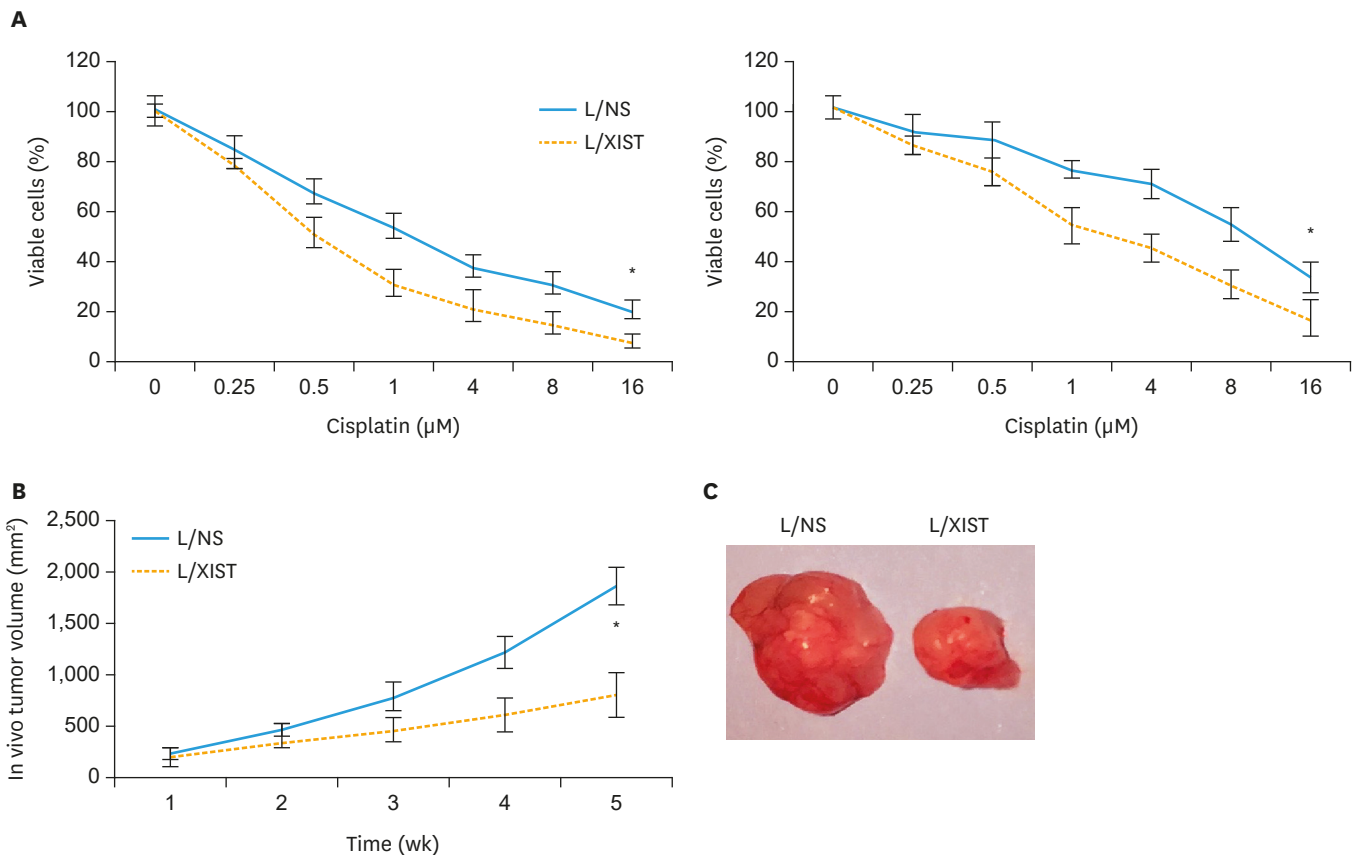 A
120
100
80
60
40
20
0
Viable cells (%)
L/NS
L/XIST
*
0 0.25 0.5 1 4 8 16
Cisplatin (µM)
120
100
80
60
40
20
0
Viable cells (%)
*
0 0.25 0.5 1 4 8 16
Cisplatin (µM)
B
2,500
2,000
1,500
1,000
500
0
In vivo tumor volume (mm²)
L/NS
L/XIST
*
1 2 3 4 5
Time (wk)
C
L/NS L/XIST